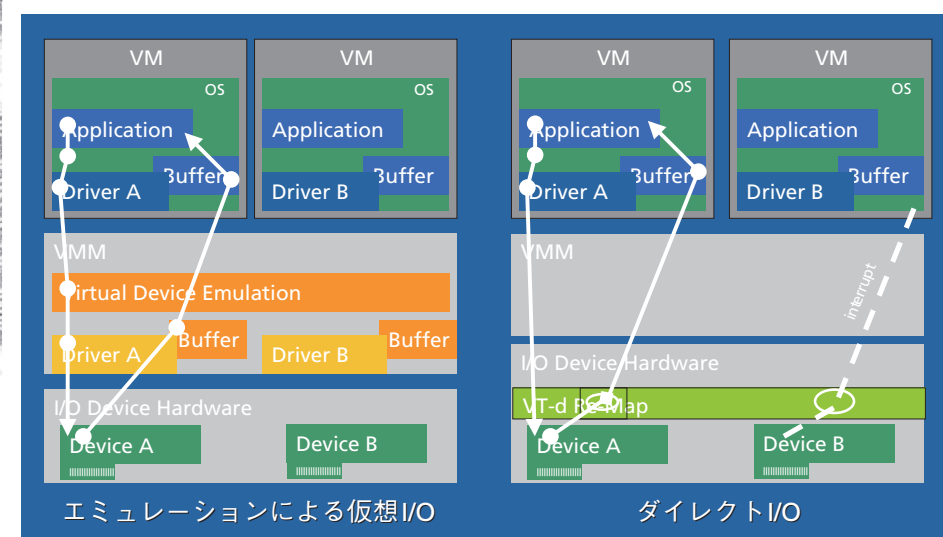 VM
OS
Application
Buffer
Driver A
VM
OS
Application
Buffer
Driver B
VMM
Virtual Device Emulation
Buffer
Driver A
Buffer
Driver B
I/O Device Hardware
Device A
Device B
エミュレーションによる仮想I/O
VM
OS
Application
Buffer
Driver A
VM
OS
Application
Buffer
Driver B
VMM
interrupt
I/O Device Hardware
VT-d Re-Map
Device A
Device B
ダイレクトI/O